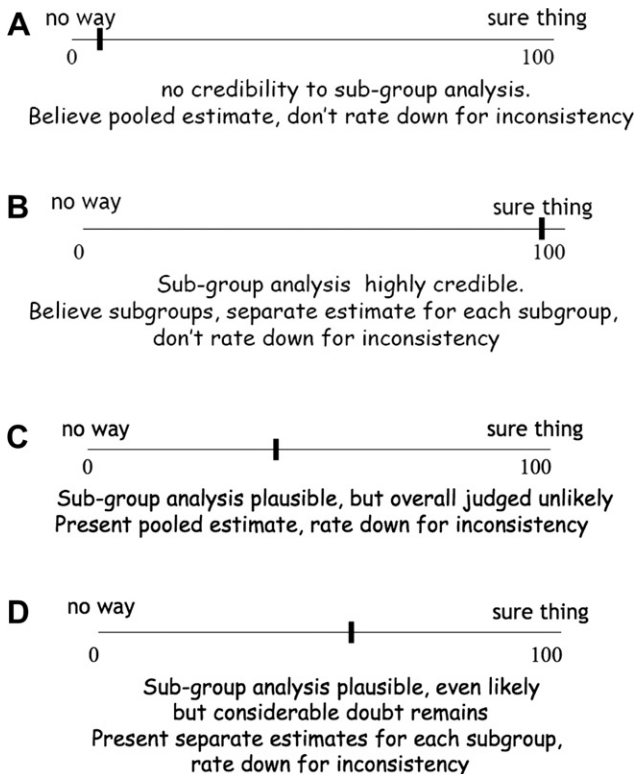 A
no way sure thing
0 100
no credibility to sub-group analysis.
Believe pooled estimate, don't rate down for inconsistency
B
no way sure thing
0 100
Sub-group analysis highly credible.
Believe subgroups, separate estimate for each subgroup,
don't rate down for inconsistency
C
no way sure thing
0 100
Sub-group analysis plausible, but overall judged unlikely
Present pooled estimate, rate down for inconsistency
D
no way sure thing
0 100
Sub-group analysis plausible, even likely
but considerable doubt remains
Present separate estimates for each subgroup,
rate down for inconsistency